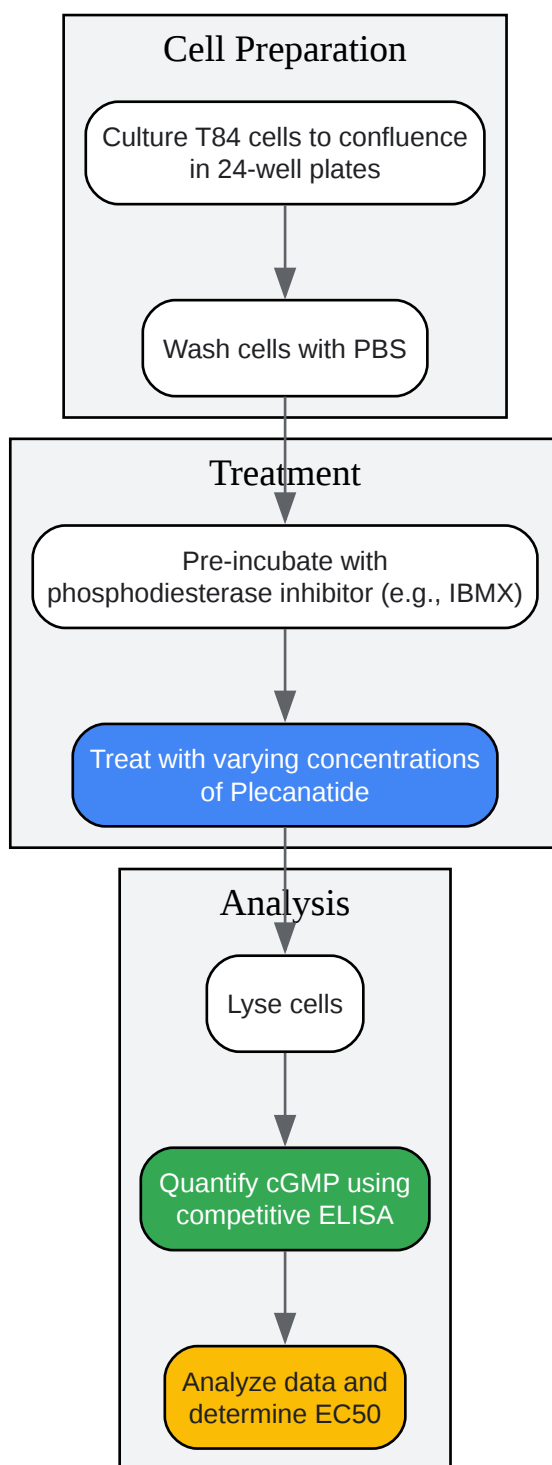 Cell Preparation
Culture T84 cells to confluence
in 24-well plates
Wash cells with PBS
Treatment
Pre-incubate with
phosphodiesterase inhibitor (e.g., IBMX)
Treat with varying concentrations
of Plecanatide
Analysis
Lyse cells
Quantify cGMP using
competitive ELISA
Analyze data and
determine EC50